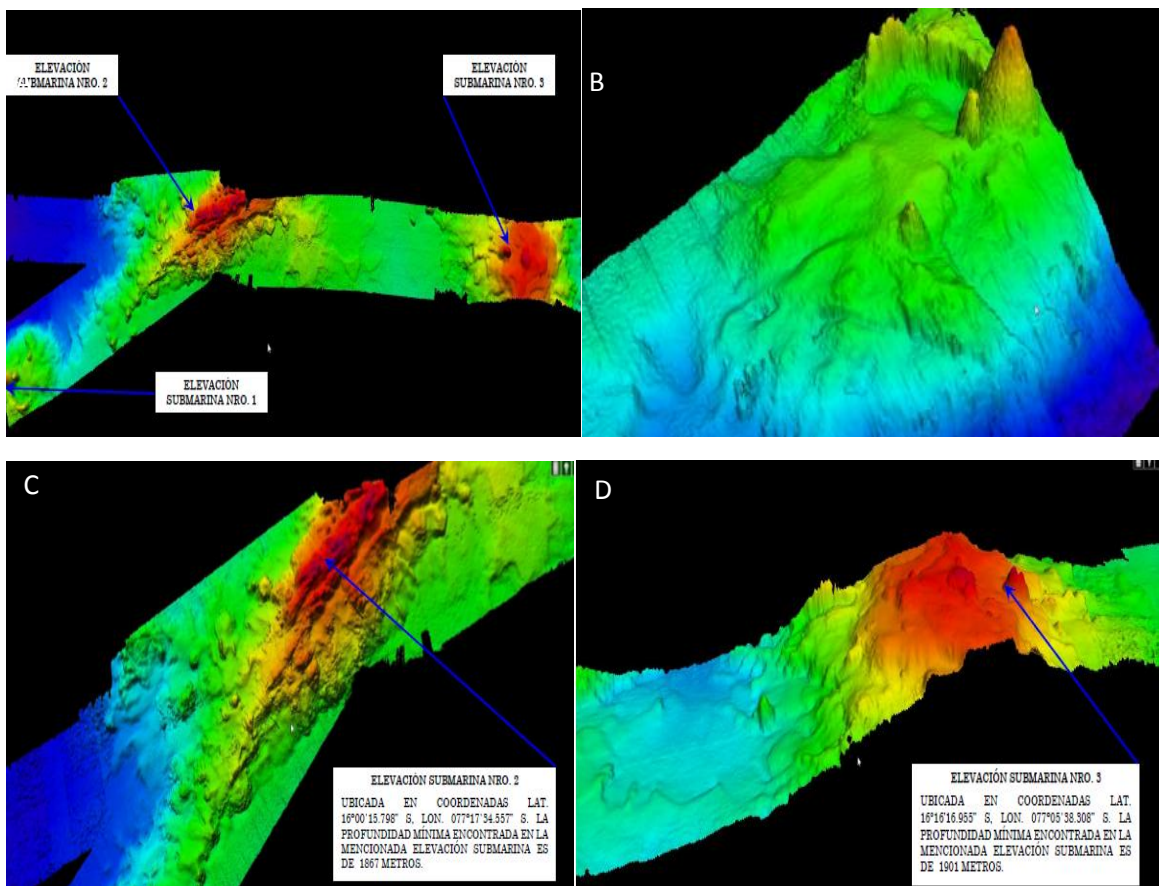 ELEVACIÓN
SUBMARINA NRO. 2
ELEVACIÓN
SUBMARINA NRO. 3
ELEVACIÓN
SUBMARINA NRO. 1
B
C
ELEVACIÓN SUBMARINA NRO. 2
UBICADA EN COORDENADAS LAT.
16°00'15.798" S, LON. 077°17'34.557" S. LA
PROFUNDIDAD MÍNIMA ENCONTRADA EN LA
MENCIONADA ELEVACIÓN SUBMARINA ES
DE 1867 METROS.
D
ELEVACIÓN SUBMARINA NRO. 3
UBICADA EN COORDENADAS LAT.
16°16'16.955" S, LON. 077°05'38.308" S. LA
PROFUNDIDAD MÍNIMA ENCONTRADA EN LA
MENCIONADA ELEVACIÓN SUBMARINA ES
DE 1901 METROS.